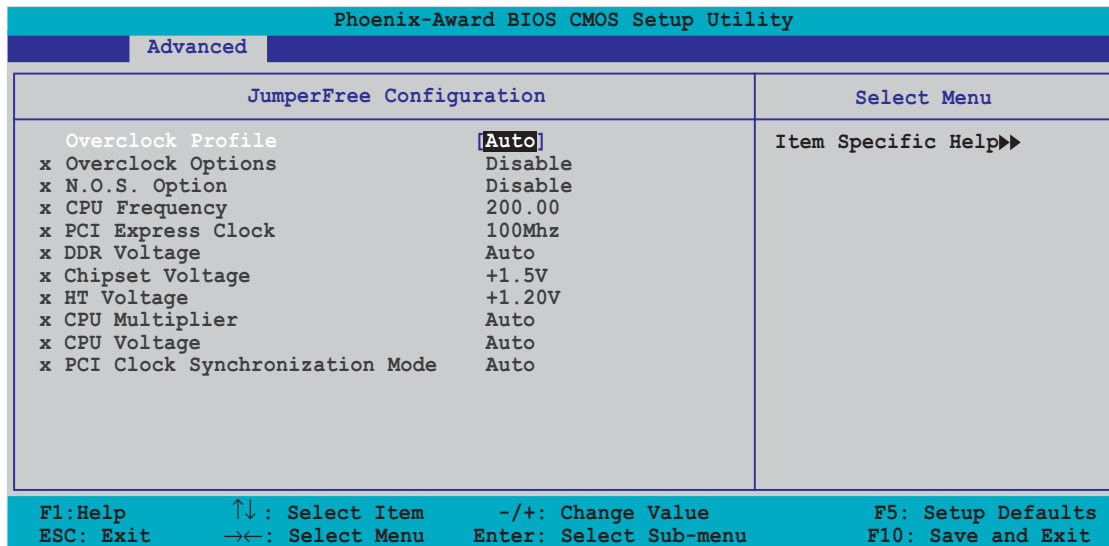 Phoenix-Award BIOS CMOS Setup Utility
Advanced
JumperFree Configuration
Select Menu
Overclock Profile [Auto]
Item Specific Help▶▶
x Overclock Options Disable
x N.O.S. Option Disable
x CPU Frequency 200.00
x PCI Express Clock 100Mhz
x DDR Voltage Auto
x Chipset Voltage +1.5V
x HT Voltage +1.20V
x CPU Multiplier Auto
x CPU Voltage Auto
x PCI Clock Synchronization Mode Auto
F1:Help ↑↓ : Select Item -/+: Change Value F5: Setup Defaults
ESC: Exit →←: Select Menu Enter: Select Sub-menu F10: Save and Exit